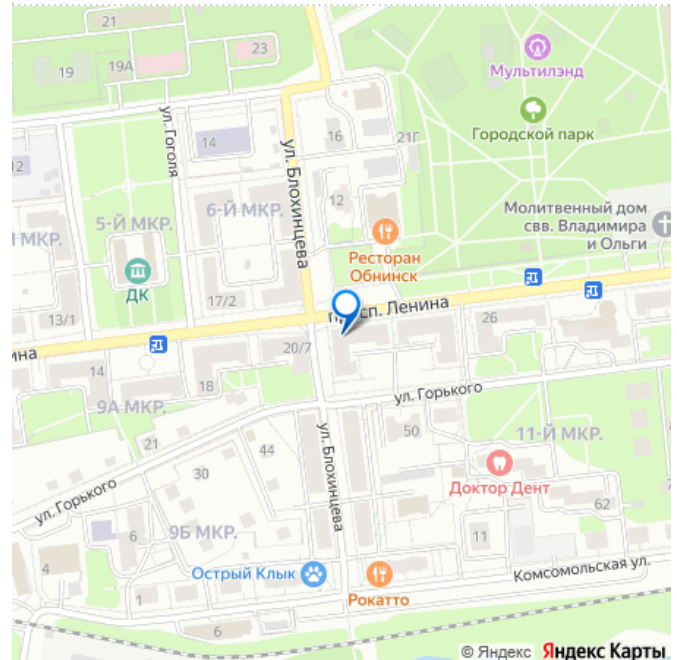 21
19
19А
23
Мультилэнд
Городской парк
ул. Гоголя
14
ул. Блохинцева
16
21Г
12
12
5-Й МКР.
6-Й МКР.
МКР.
ДК
Ресторан
Обнинск
Молитвенный дом
свв. Владимира
и Ольги
17/2
13/1
просп. Ленина
26
ина
14
18
20/7
9А МКР.
ул. Горького
21
44
50
11-Й МКР.
30
ул. Блохинцева
Доктор Дент
ул. Горького
62
9Б МКР.
6
11
4
Острый Клык
Рокатто
Комсомольская ул.
1
6
© Яндекс Яндекс Карты